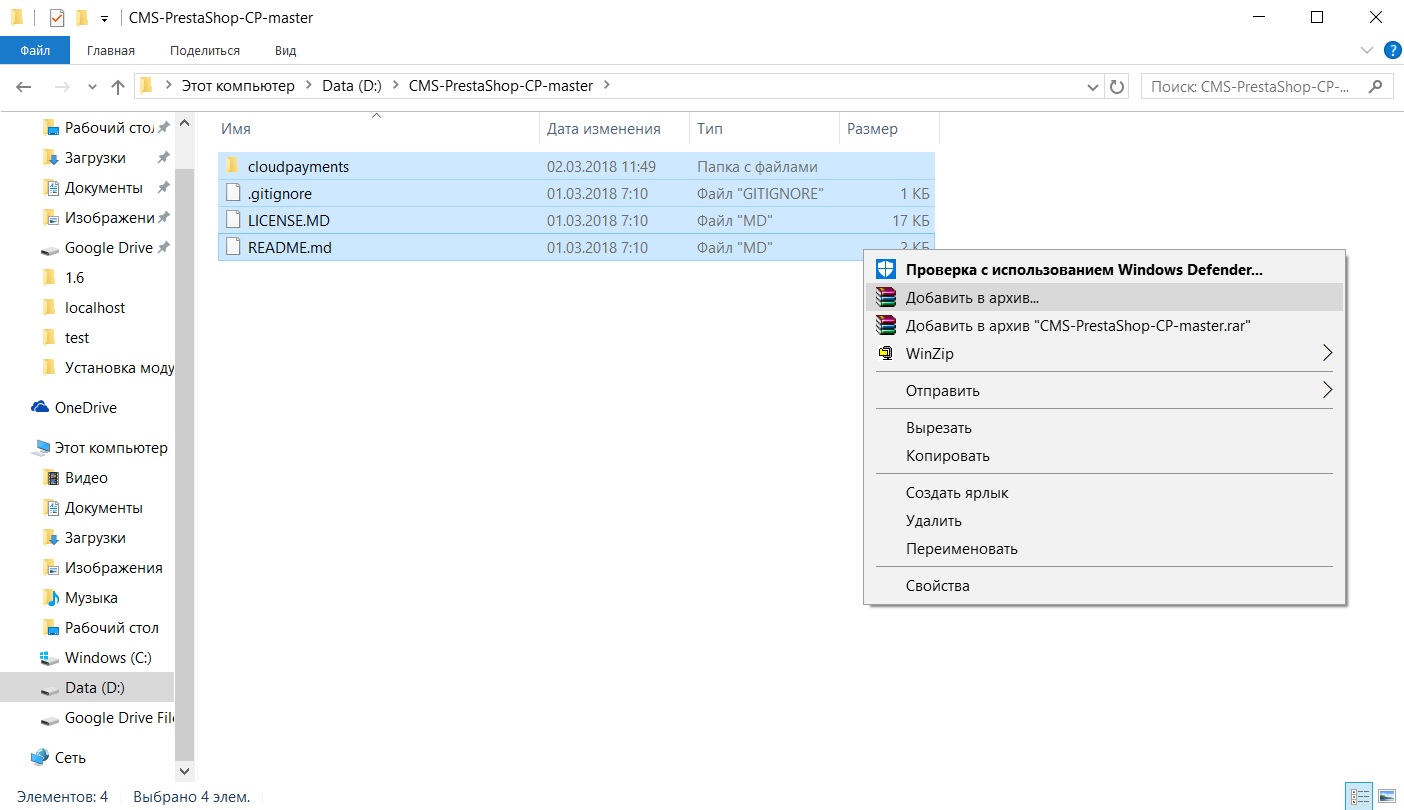 CMS-PrestaShop-CP-master
Файл Главная Поделиться Вид ?
Этот компьютер Data (D:) CMS-PrestaShop-CP-master Поиск: CMS-PrestaShop-CP-...
Имя Дата изменения Тип Размер
cloudpayments 02.03.2018 11:49 Папка с файлами
.gitignore 01.03.2018 7:10 Файл "GITIGNORE" 1 КБ
LICENSE.MD 01.03.2018 7:10 Файл "MD" 17 КБ
README.md 01.03.2018 7:10 Файл "MD" 2 КБ
Рабочий стол
Загрузки
Документы
Изображени
Google Drive
1.6
localhost
test
Установка моду
OneDrive
Этот компьютер
Видео
Документы
Загрузки
Изображения
Музыка
Рабочий стол
Windows (C:)
Data (D:)
Google Drive File
Сеть
Проверка с использованием Windows Defender...
Добавить в архив...
Добавить в архив "CMS-PrestaShop-CP-master.rar"
WinZip
Отправить
Вырезать
Копировать
Создать ярлык
Удалить
Переименовать
Свойства
Элементов: 4 Выбрано 4 элем.